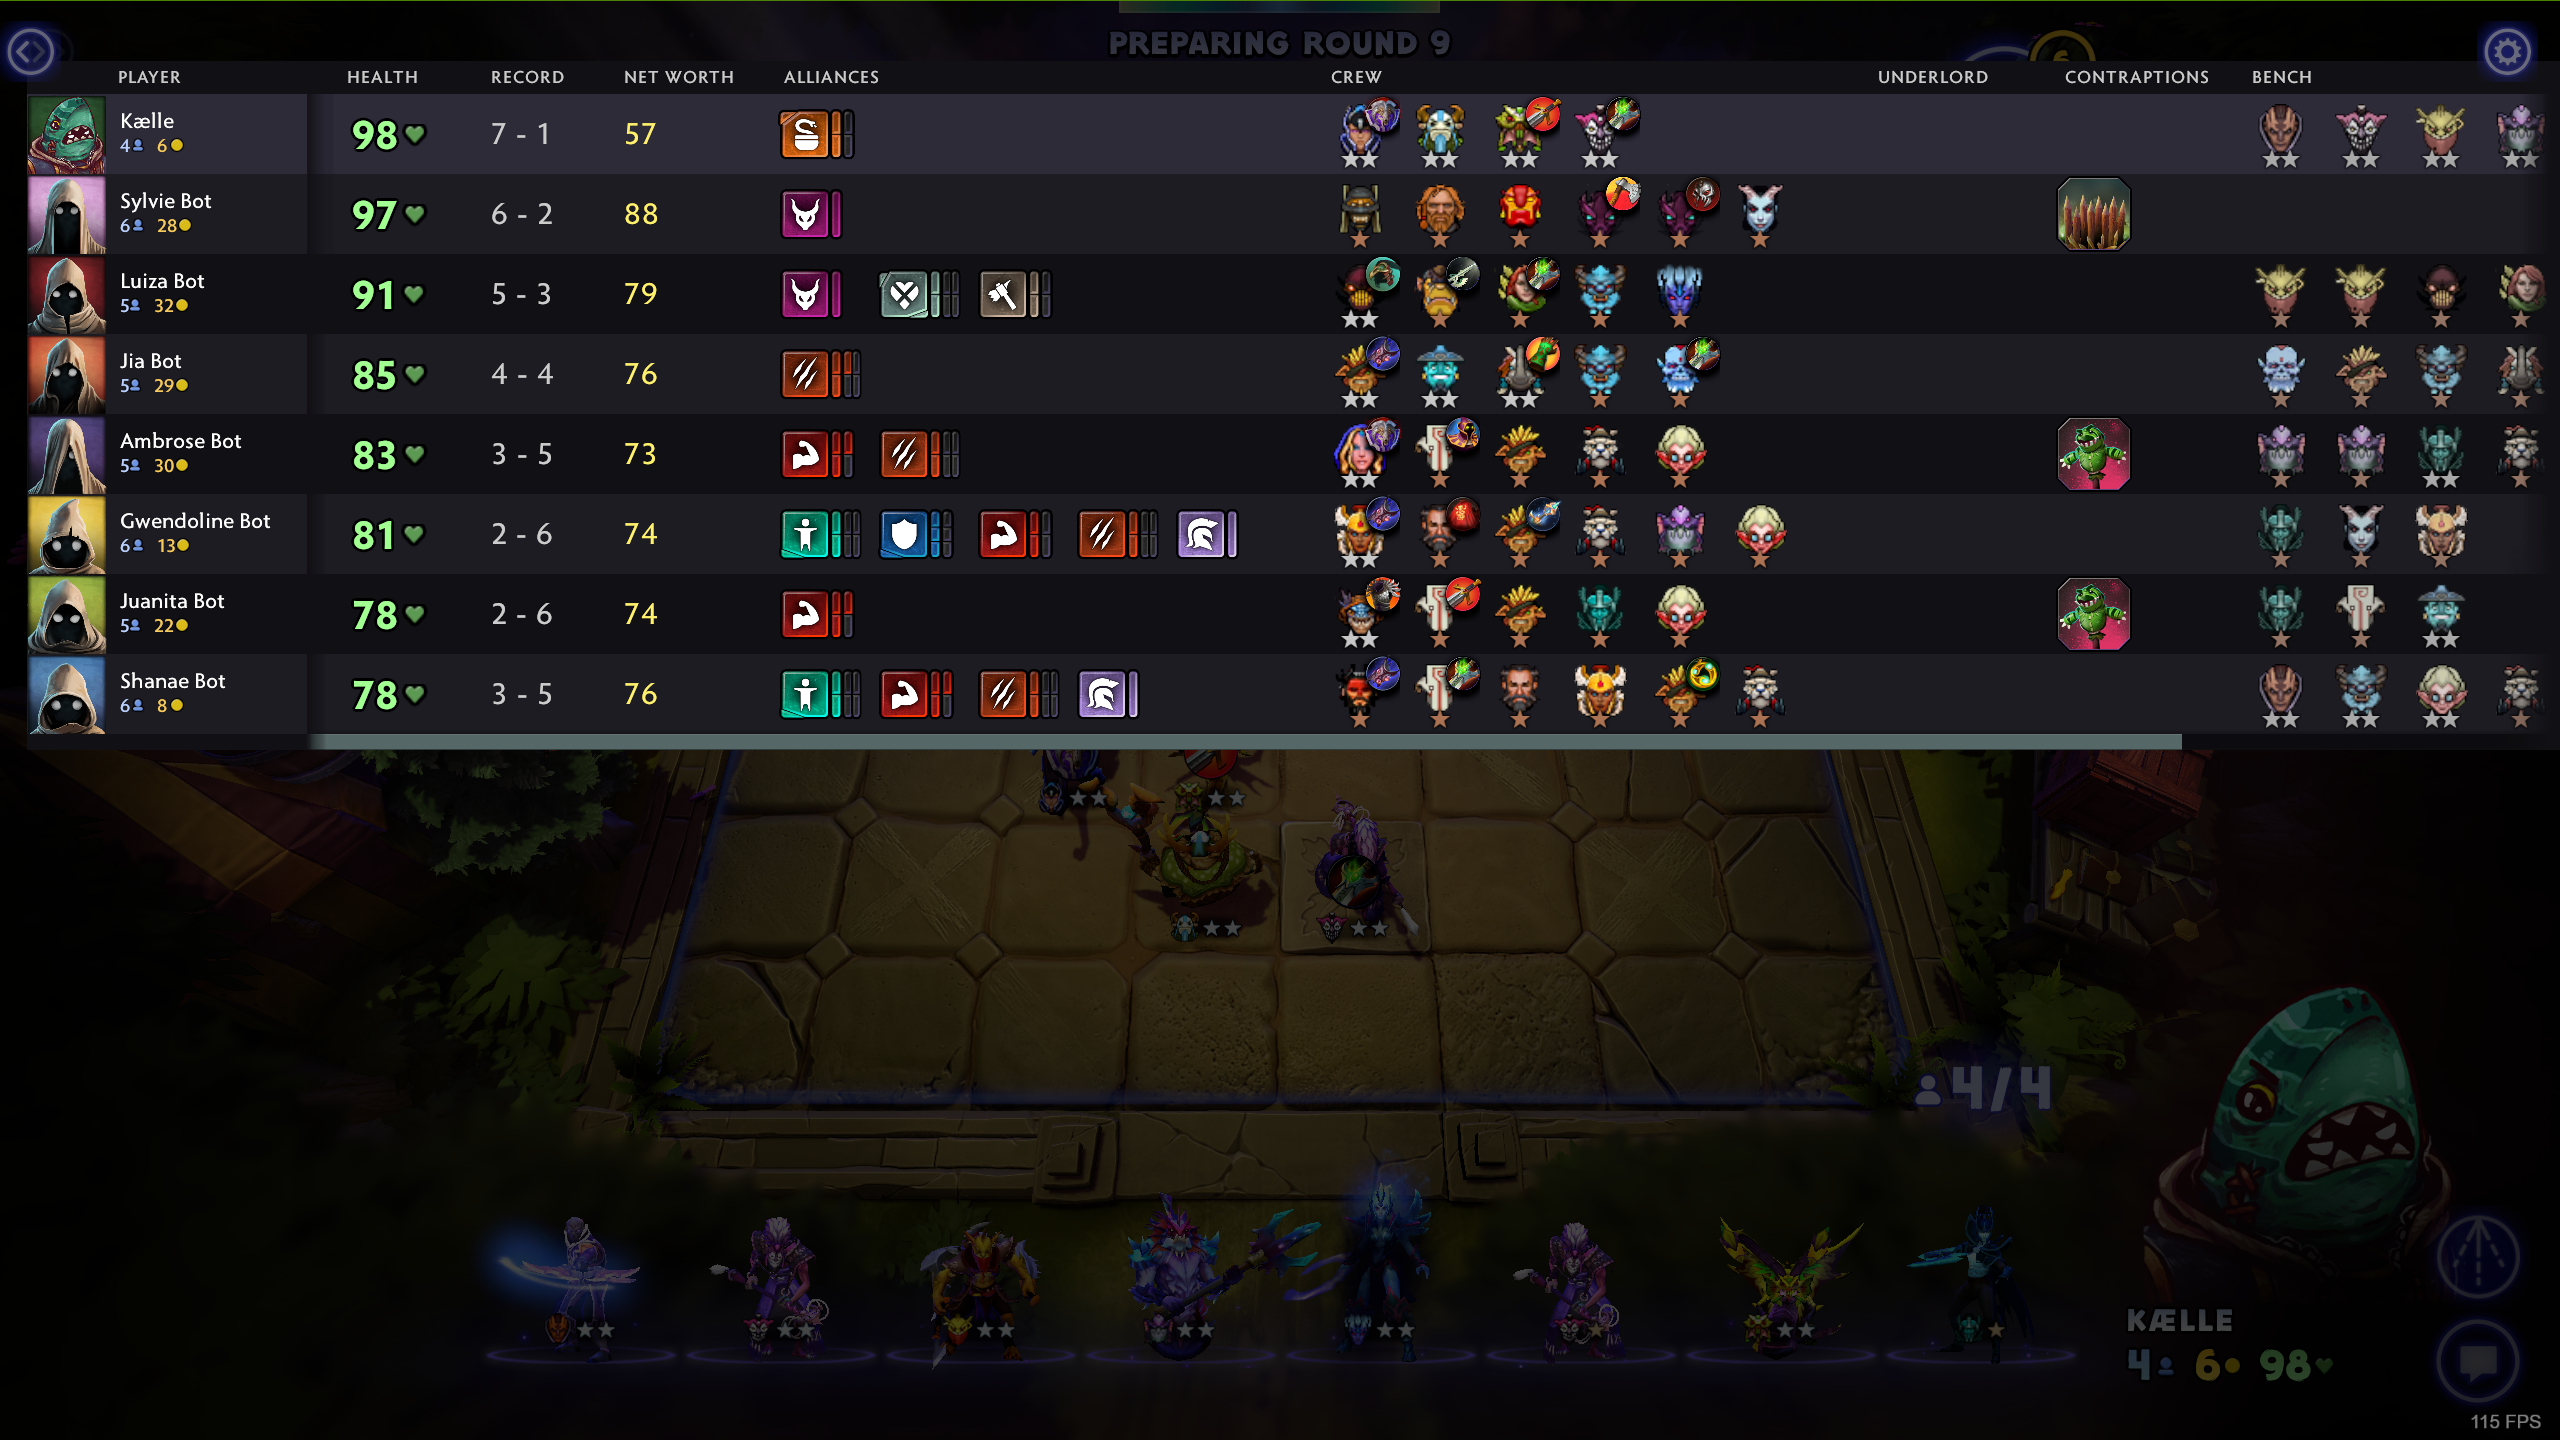 PREPARING ROUND 9
6
PLAYER HEALTH RECORD NET WORTH ALLIANCES CREW UNDERLORD CONTRAPTIONS BENCH
Kælle
4 6
98 7 - 1 57
Sylvie Bot
6 28
97 6 - 2 88
Luiza Bot
5 32
91 5 - 3 79
Jia Bot
5 29
85 4 - 4 76
Ambrose Bot
5 30
83 3 - 5 73
Gwendoline Bot
6 13
81 2 - 6 74
Juanita Bot
5 22
78 2 - 6 74
Shanae Bot
6 8
78 3 - 5 76
4/4
KÆLLE
4 6 98
115 FPS